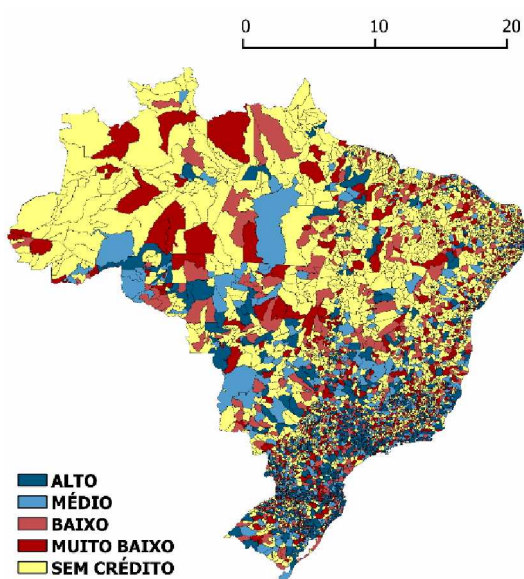 0 10 20
ALTO
MÉDIO
BAIXO
MUITO BAIXO
SEM CRÉDITO